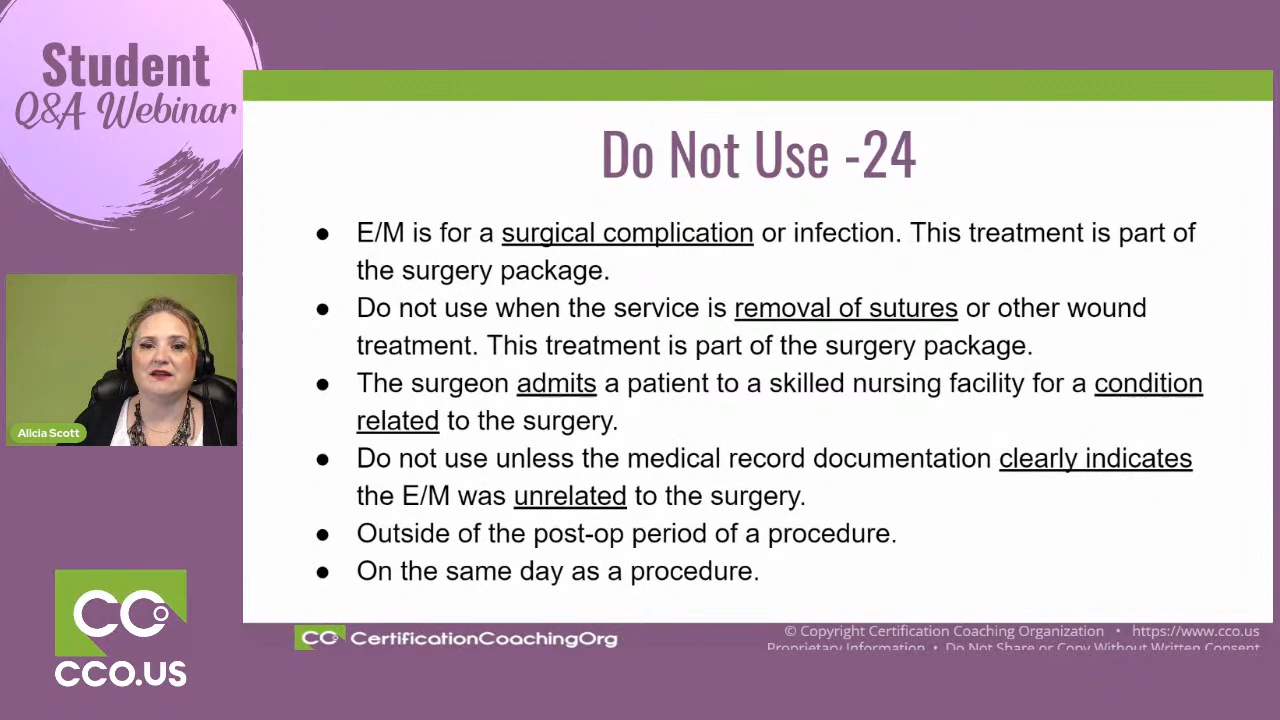 Student
Q&A Webinar
Do Not Use -24
● E/M is for a surgical complication or infection. This treatment is part of
the surgery package.
● Do not use when the service is removal of sutures or other wound
treatment. This treatment is part of the surgery package.
● The surgeon admits a patient to a skilled nursing facility for a condition
related to the surgery.
● Do not use unless the medical record documentation clearly indicates
the E/M was unrelated to the surgery.
● Outside of the post-op period of a procedure.
● On the same day as a procedure.
Alicia Scott
CCO
CCO.US
CCO CertificationCoachingOrg
© Copyright Certification Coaching Organization • https://www.cco.us
Proprietary Information • Do Not Share or Copy Without Written Consent